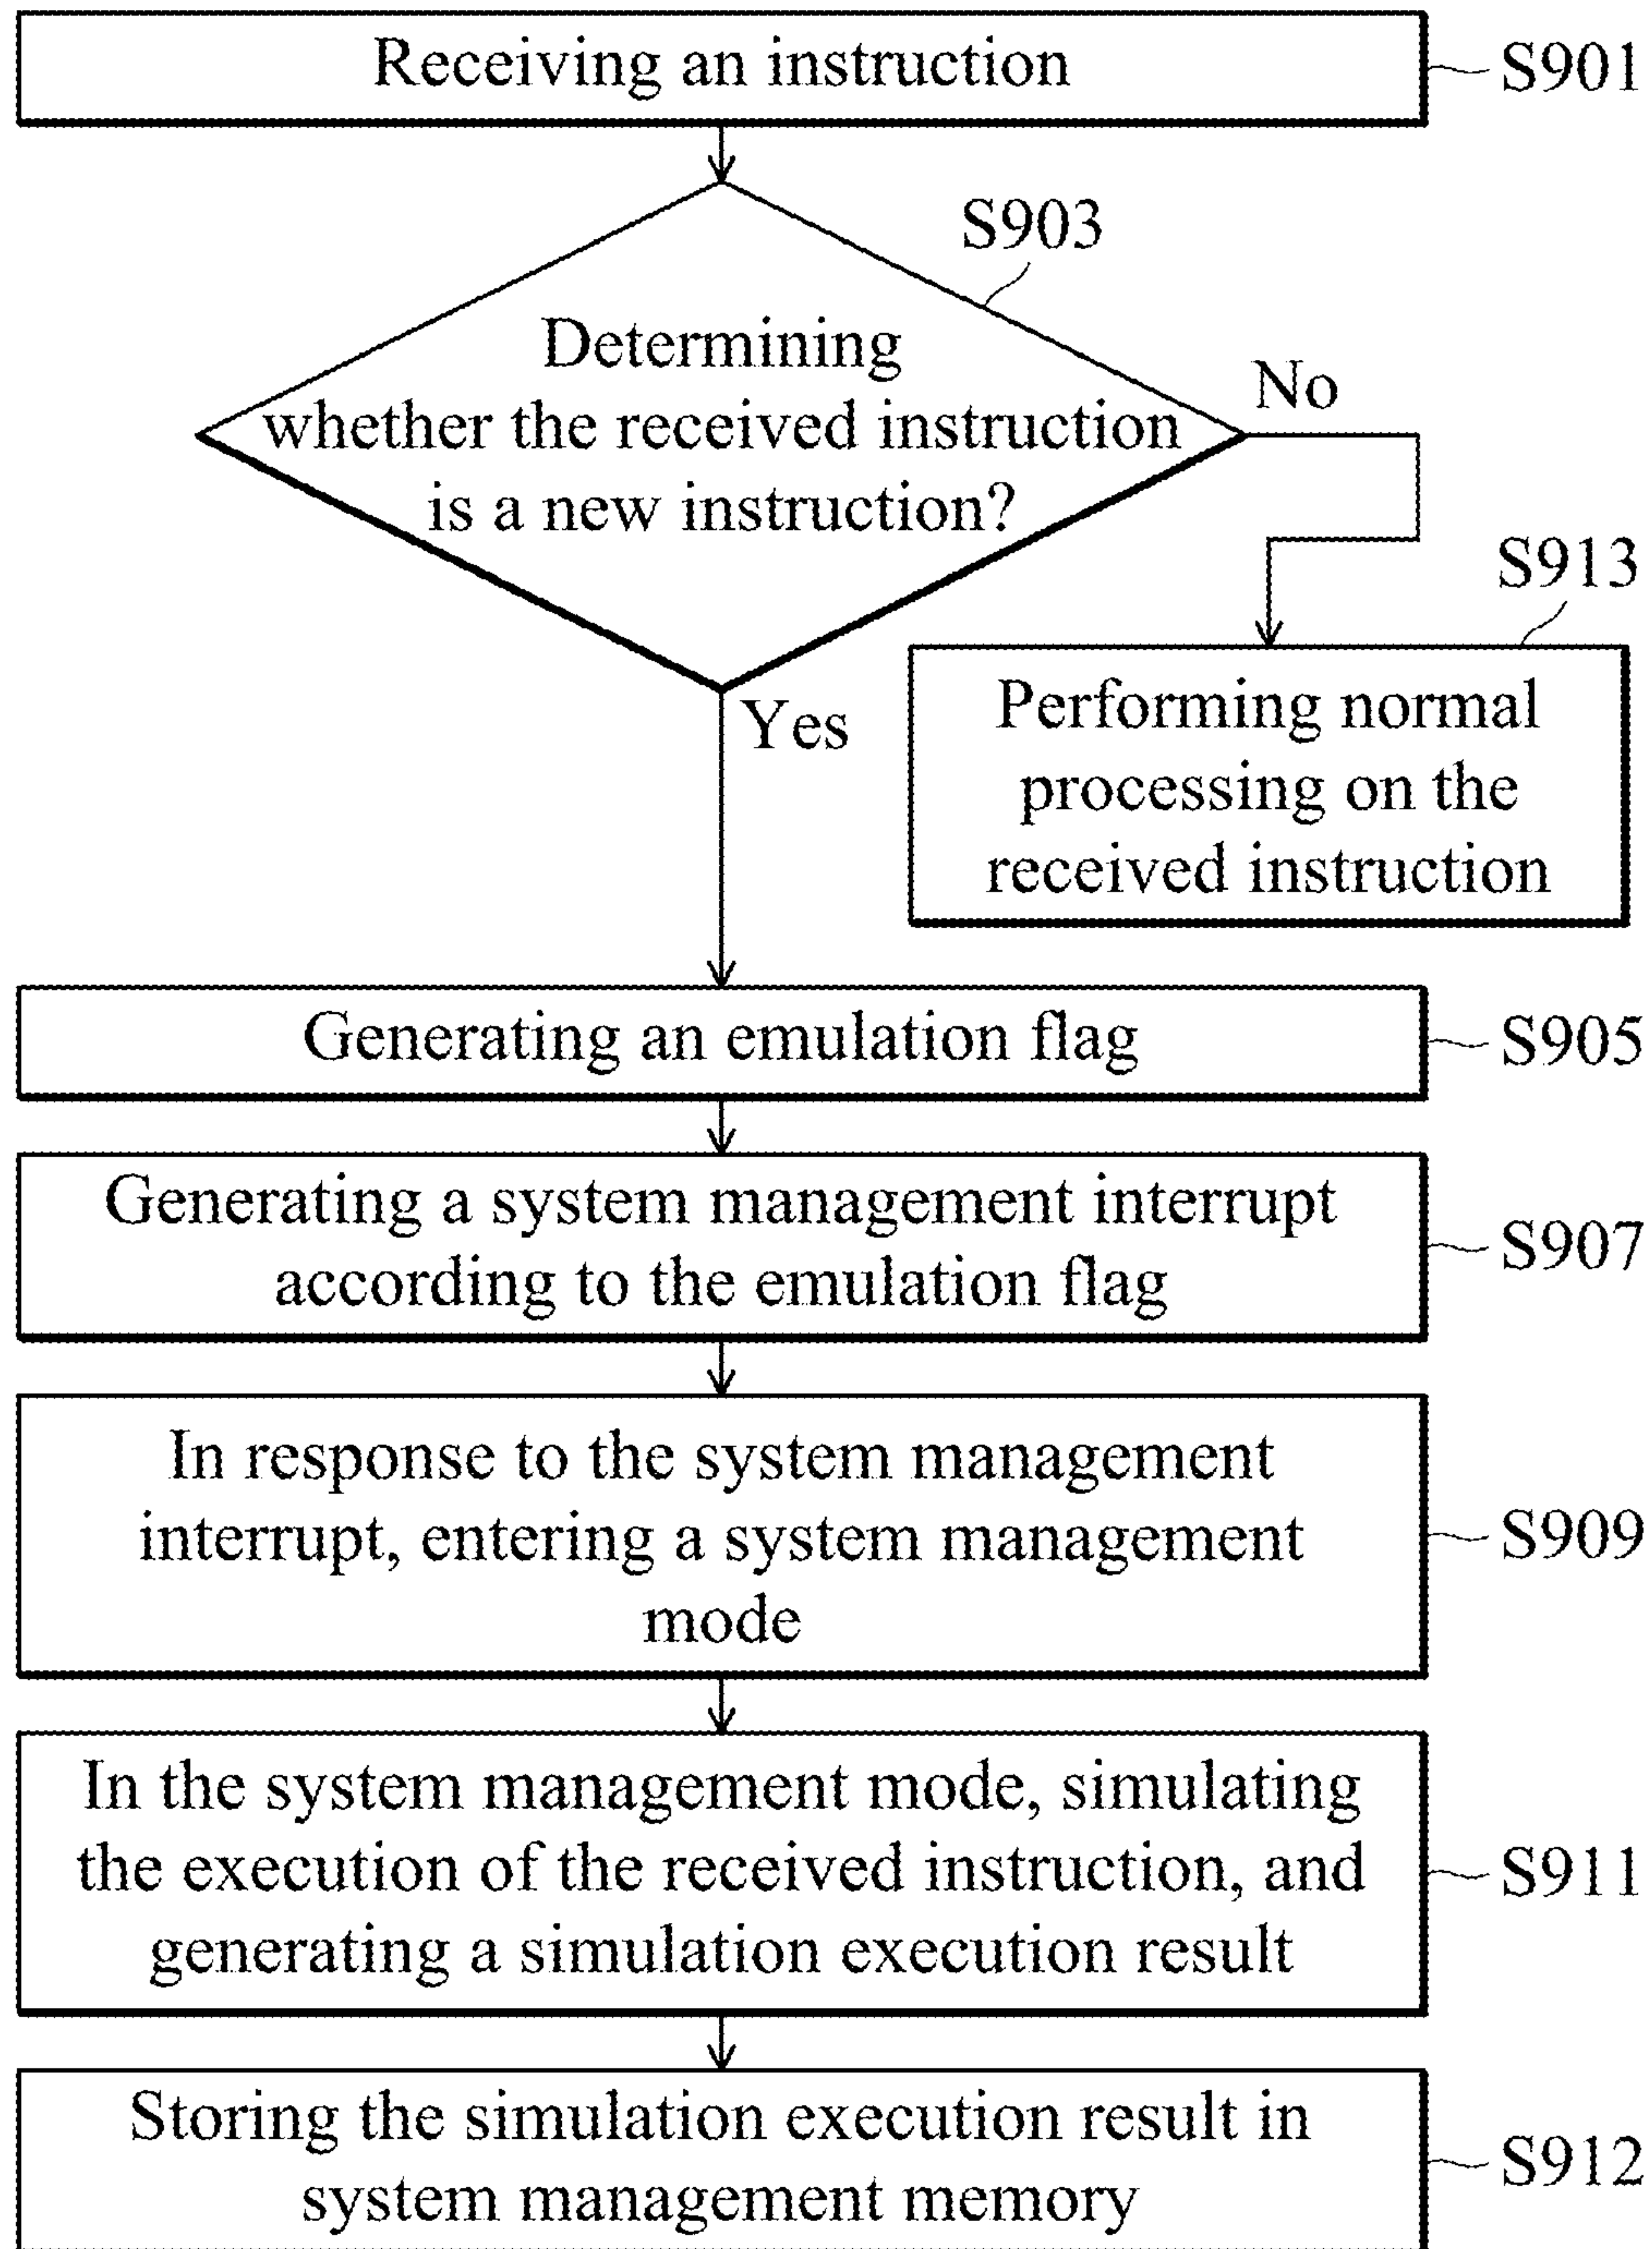 Receiving an instruction
S901
S903
Determining
whether the received instruction
is a new instruction?
No
S913
Performing normal
processing on the
received instruction
Yes
Generating an emulation flag
S905
Generating a system management interrupt
according to the emulation flag
S907
In response to the system management
interrupt, entering a system management
mode
S909
In the system management mode, simulating
the execution of the received instruction, and
generating a simulation execution result
S911
Storing the simulation execution result in
system management memory
S912